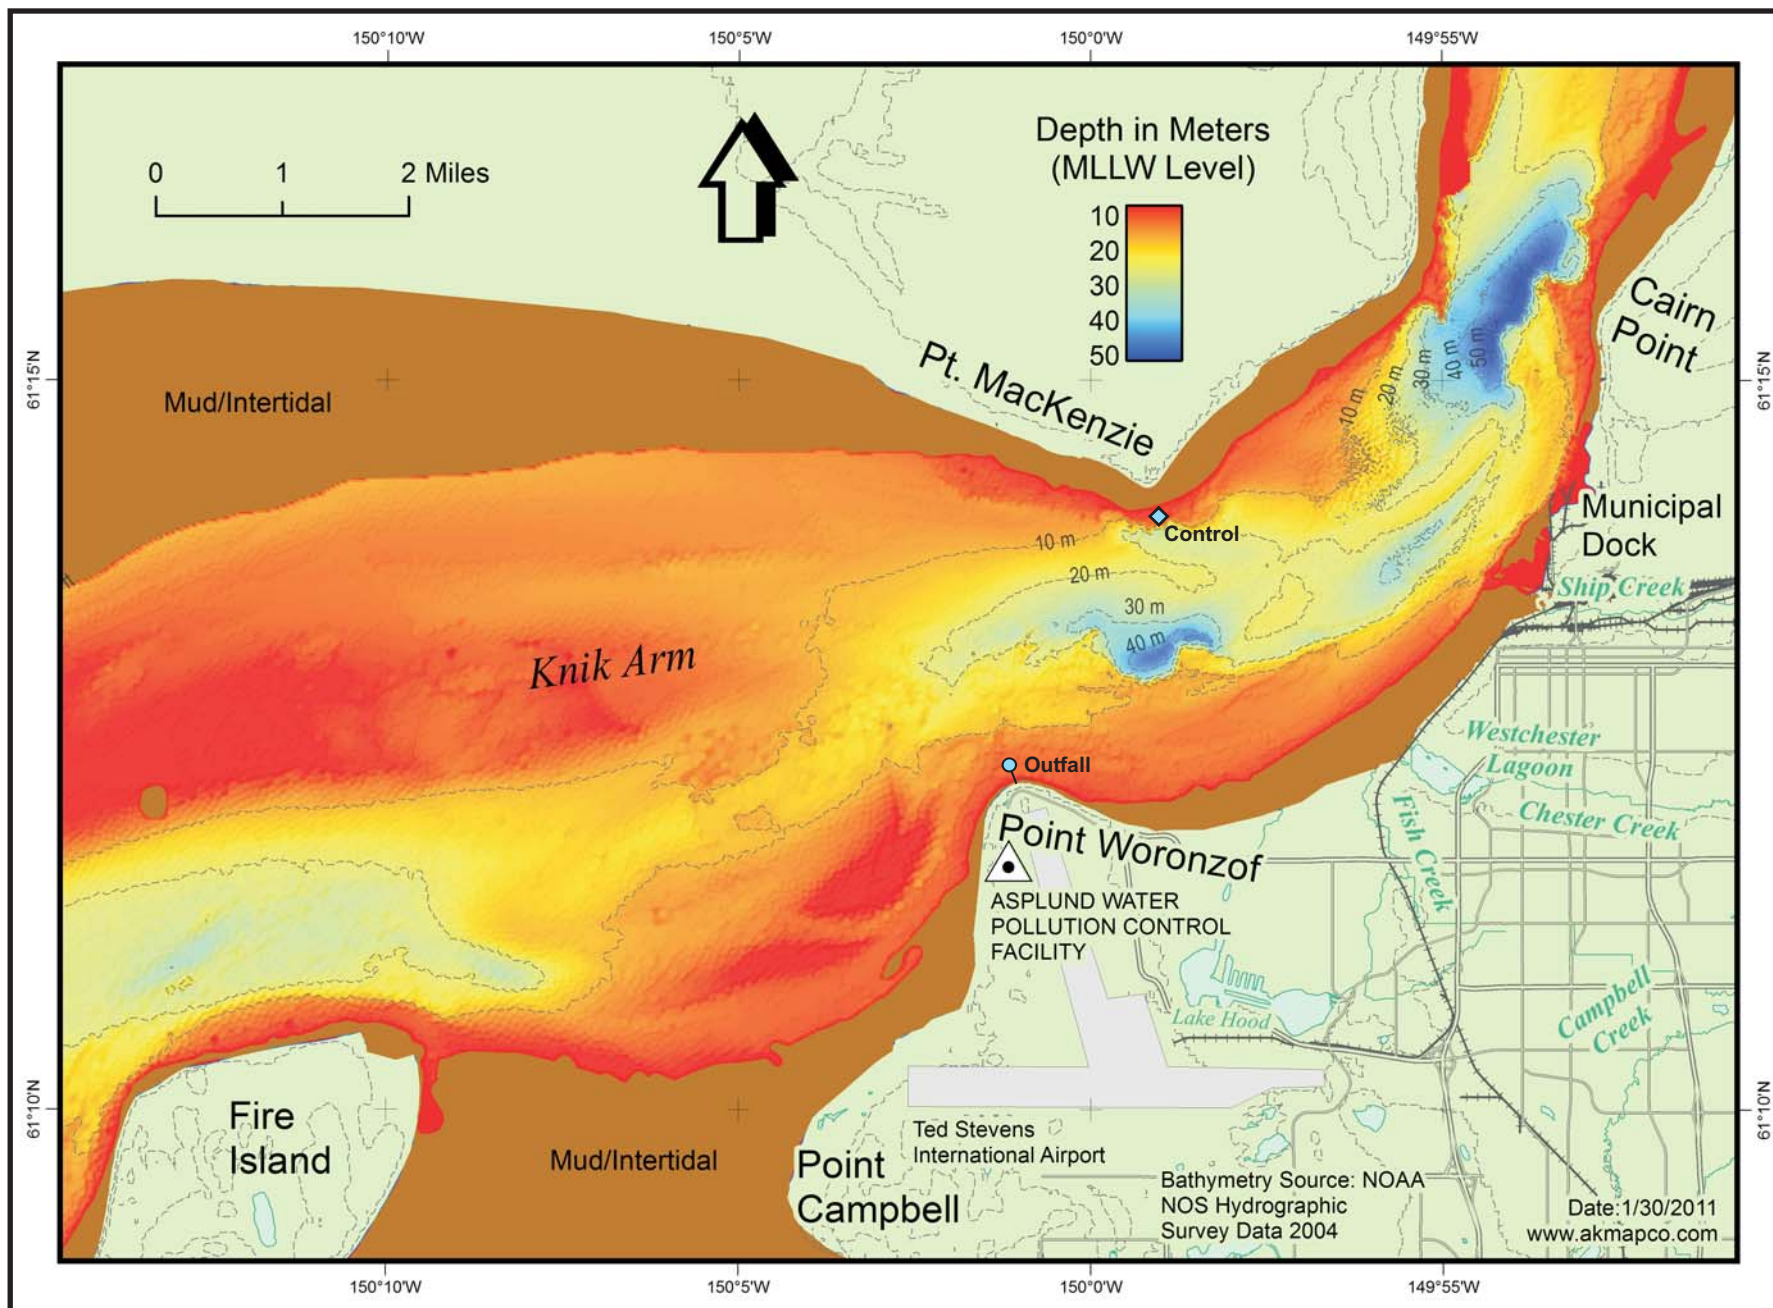 150°10'W
150°5'W
150°0'W
149°55'W
0 1 2 Miles
Depth in Meters
(MLLW Level)
10
20
30
40
50
61°15'N
61°15'N
Cairn
Point
Pt. MacKenzie
Mud/Intertidal
10 m
20 m
30 m
40 m
50 m
Control
Municipal
Dock
Ship Creek
10 m
20 m
30 m
40 m
Knik Arm
Outfall
Westchester
Lagoon
Chester Creek
Fish Creek
Point Woronzof
ASPLUND WATER
POLLUTION CONTROL
FACILITY
Lake Hood
Campbell
Creek
61°10'N
61°10'N
Fire
Island
Mud/Intertidal
Point
Campbell
Ted Stevens
International Airport
Bathymetry Source: NOAA
NOS Hydrographic
Survey Data 2004
Date:1/30/2011
www.akmapco.com
150°10'W
150°5'W
150°0'W
149°55'W